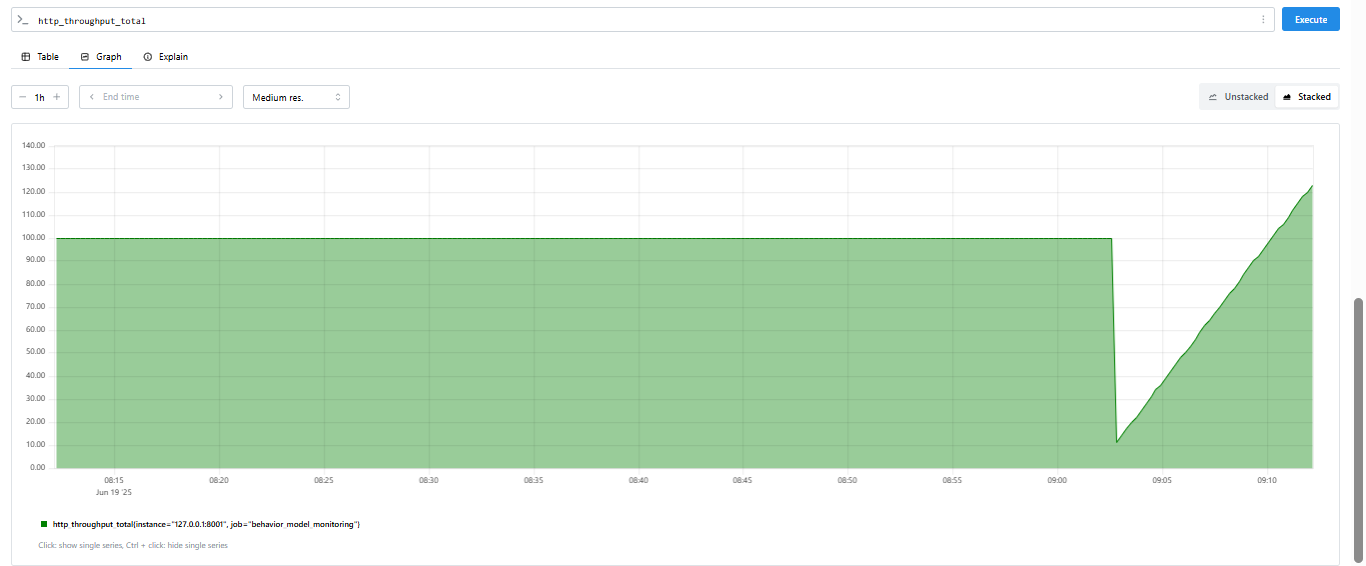 http_throughput_total
Execute
Table Graph Explain
1h End time Medium res. Unstacked Stacked
140.00
130.00
120.00
110.00
100.00
90.00
80.00
70.00
60.00
50.00
40.00
30.00
20.00
10.00
0.00
08:15 08:20 08:25 08:30 08:35 08:40 08:45 08:50 08:55 09:00 09:05 09:10
Jun 19 '25
http_throughput_total{instance="127.0.0.1:8001", job="behavior_model_monitoring"}
Click: show single series, Ctrl + click: hide single series